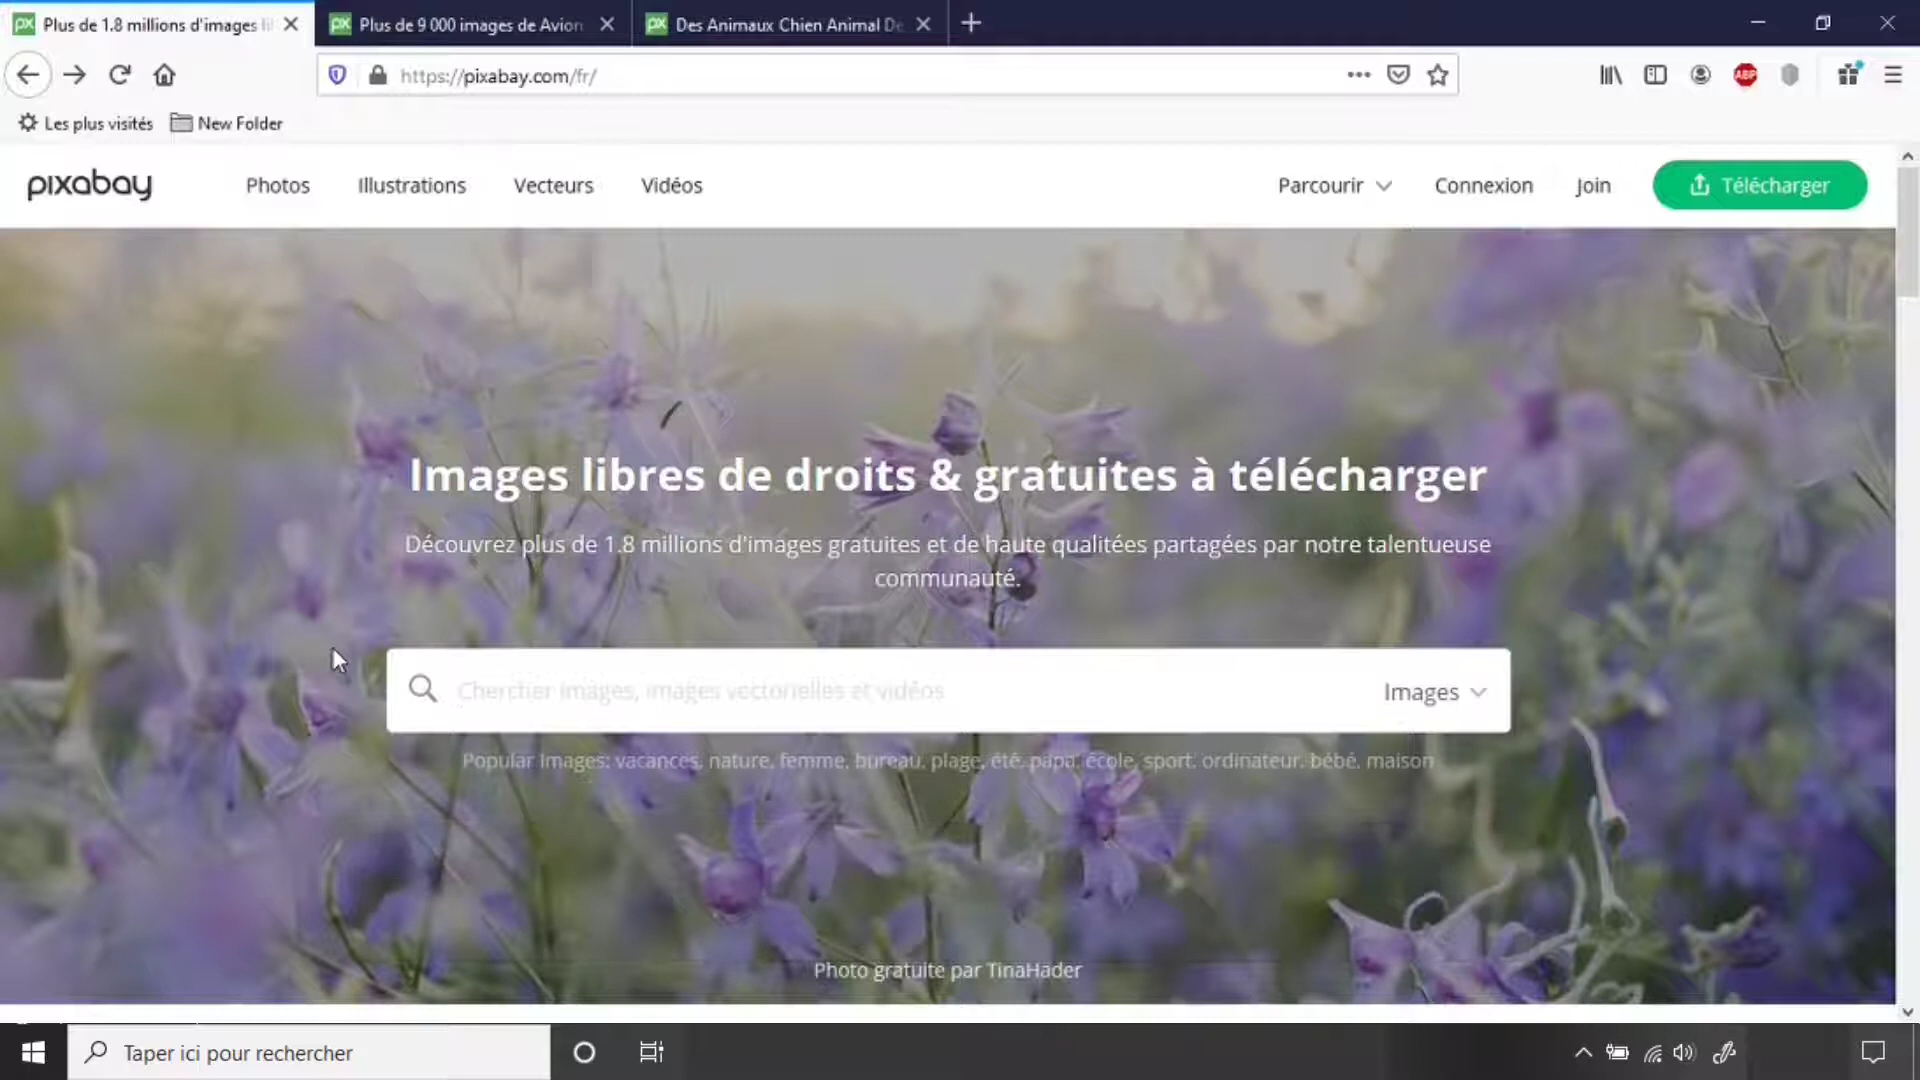 Plus de 1.8 millions d'images li
Plus de 9 000 images de Avion
Des Animaux Chien Animal De
https://pixabay.com/fr/
ABP
Les plus visités
New Folder
pixabay
Photos
Illustrations
Vecteurs
Vidéos
Parcourir
Connexion
Join
Télécharger
Images libres de droits & gratuites à télécharger
Découvrez plus de 1.8 millions d'images gratuites et de haute qualitées partagées par notre talentueuse
communauté.
Chercher images, images vectorielles et vidéos
Images
Popular Images: vacances, nature, femme, bureau, plage, été, papa, école, sport, ordinateur, bébé, maison
Photo gratuite par TinaHader
Taper ici pour rechercher